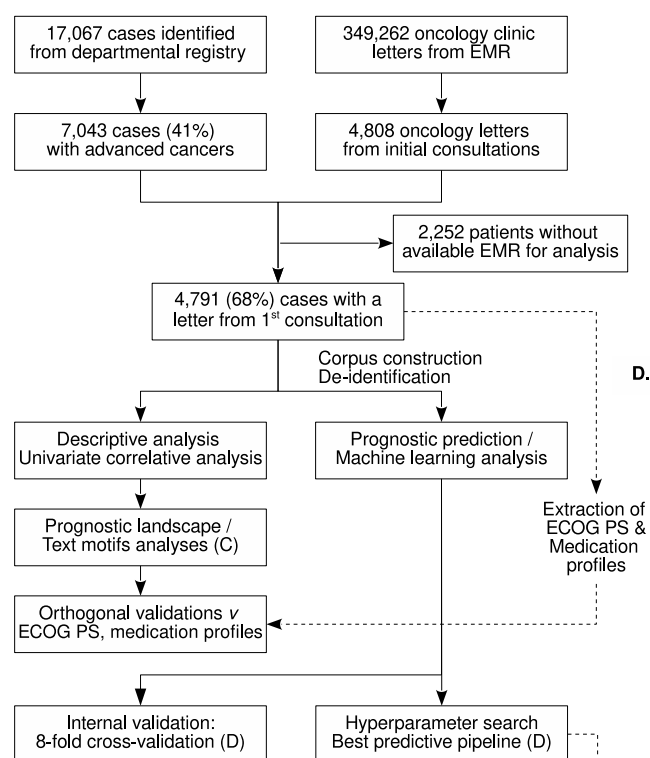 17,067 cases identified
from departmental registry
349,262 oncology clinic
letters from EMR
7,043 cases (41%)
with advanced cancers
4,808 oncology letters
from initial consultations
2,252 patients without
available EMR for analysis
4,791 (68%) cases with a
letter from 1st consultation
Corpus construction
De-identification
D.
Descriptive analysis
Univariate correlative analysis
Prognostic prediction /
Machine learning analysis
Prognostic landscape /
Text motifs analyses (C)
Extraction of
ECOG PS &
Medication
profiles
Orthogonal validations v
ECOG PS, medication profiles
Internal validation:
8-fold cross-validation (D)
Hyperparameter search
Best predictive pipeline (D)